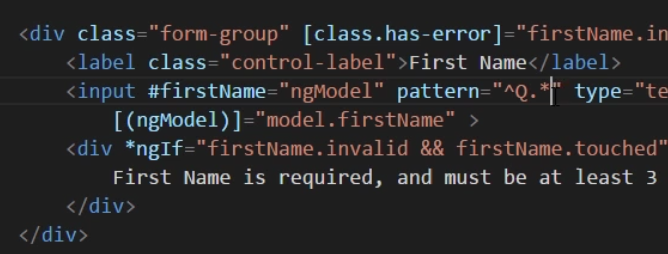 <div class="form-group" [class.has-error]="firstName.in
<label class="control-label">First Name</label>
<input #firstName="ngModel" pattern="^Q.*" type="te
[(ngModel)]="model.firstName" >
<div *ngIf="firstName.invalid && firstName.touched"
First Name is required, and must be at least 3
</div>
</div>